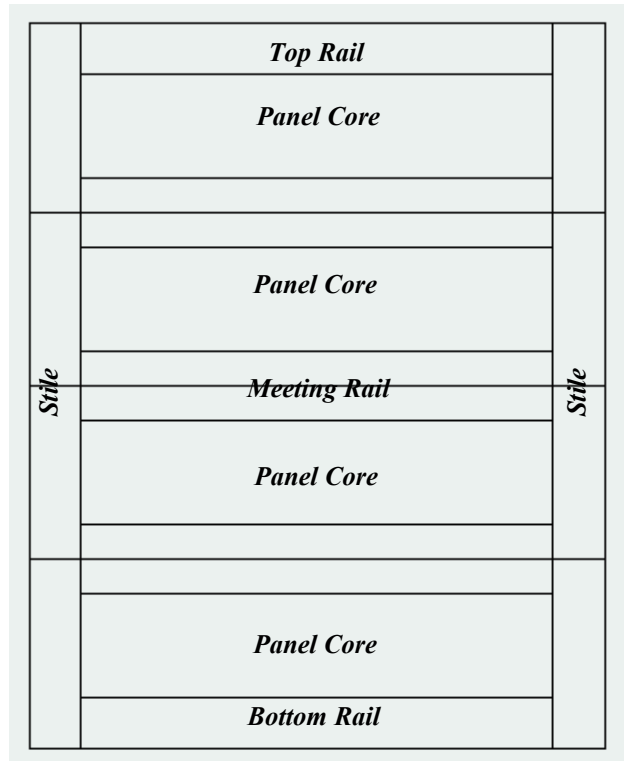 Top Rail
Panel Core
Panel Core
Stile
Meeting Rail
Stile
Panel Core
Panel Core
Bottom Rail